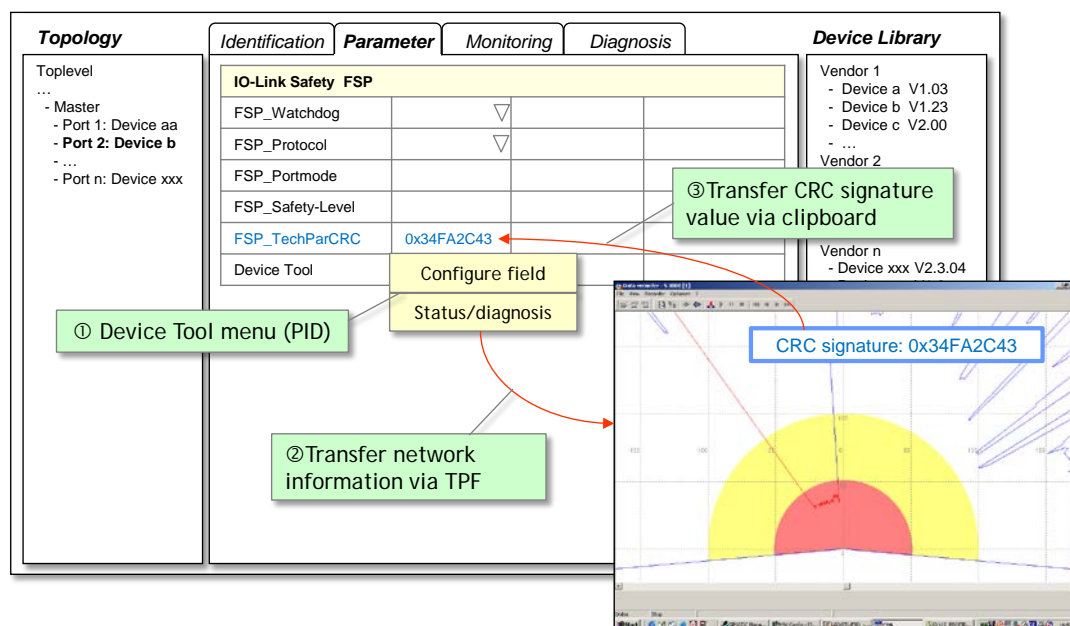 Topology
Toplevel
...
- Master
- Port 1: Device aa
- Port 2: Device b
- ...
- Port n: Device xxx
Identification
Parameter
Monitoring
Diagnosis
IO-Link Safety FSP
FSP_Watchdog ▽
FSP_Protocol ▽
FSP_Portmode
FSP_Safety-Level
FSP_TechParCRC 0x34FA2C43
Device Tool
Configure field
Status/diagnosis
① Device Tool menu (PID)
②Transfer network
information via TPF
③Transfer CRC signature
value via clipboard
Device Library
Vendor 1
- Device a V1.03
- Device b V1.23
- Device c V2.00
- ...
Vendor 2
Vendor n
- Device xxx V2.3.04
CRC signature: 0x34FA2C43